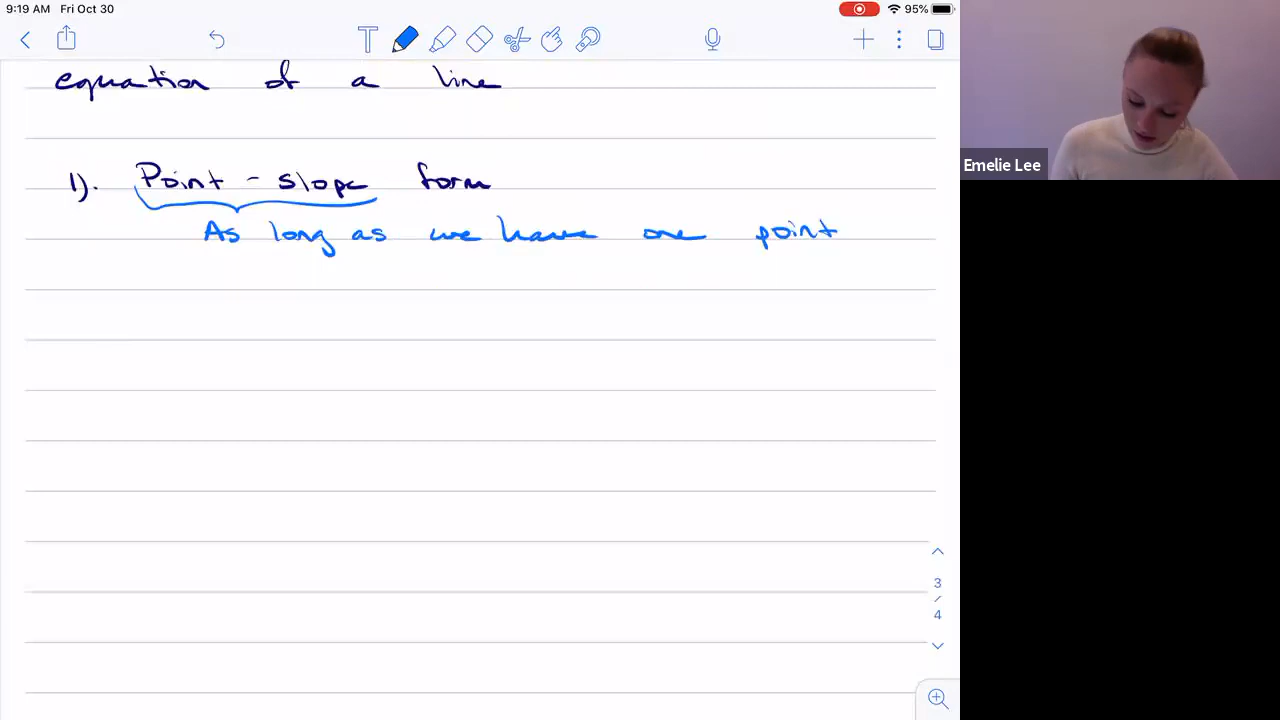 9:19 AM Fri Oct 30
95%
T
equation of a line
1). Point - slope form
As long as we have one point
Emelie Lee
3
/
4